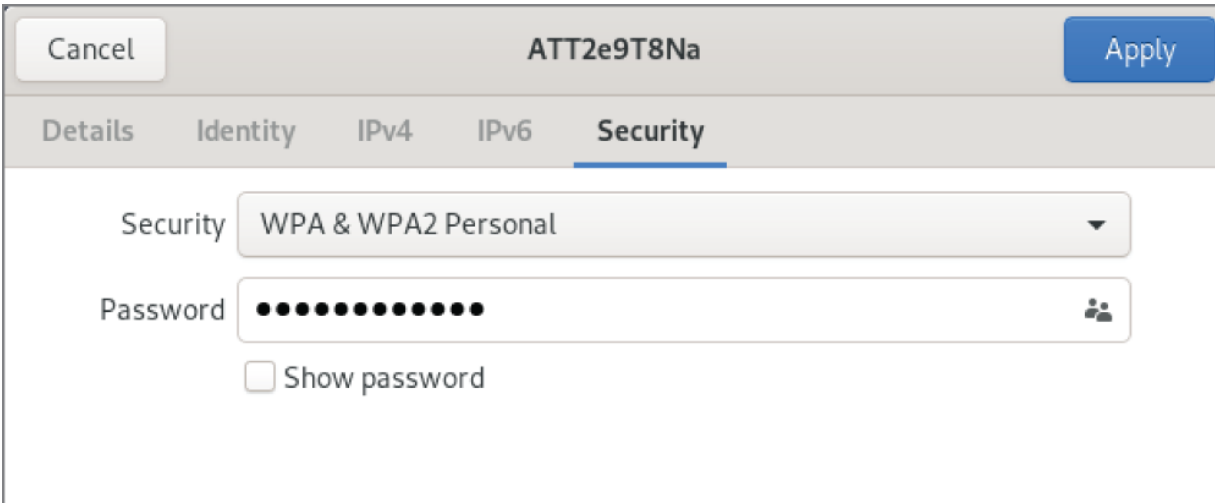 Cancel ATT2e9T8Na Apply
Details Identity IPv4 IPv6 Security
Security WPA & WPA2 Personal
Password ••••••••••••
Show password